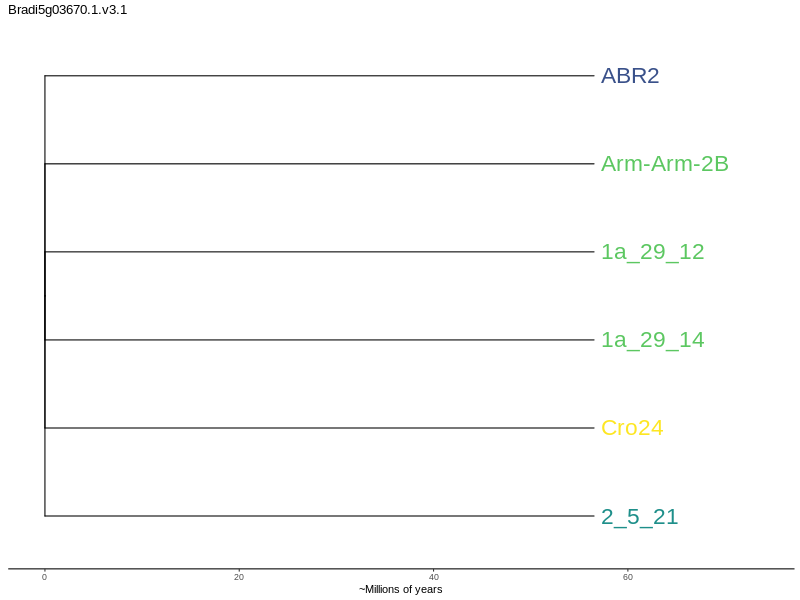 Bradi5g03670.1.v3.1
ABR2
Arm-Arm-2B
1a_29_12
1a_29_14
Cro24
2_5_21
0 20 40 60
~Millions of years